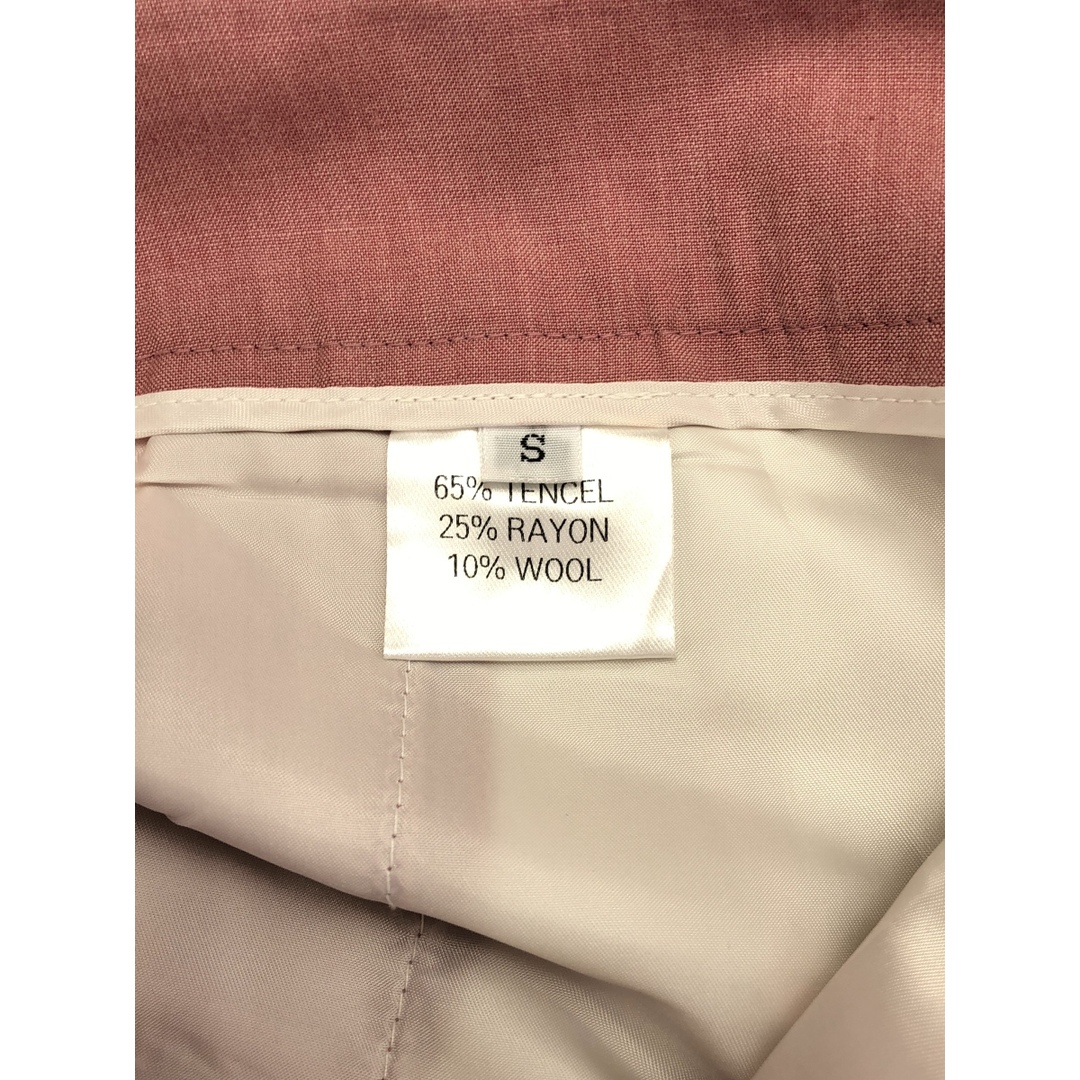 S
65% TENCEL
25% RAYON
10% WOOL